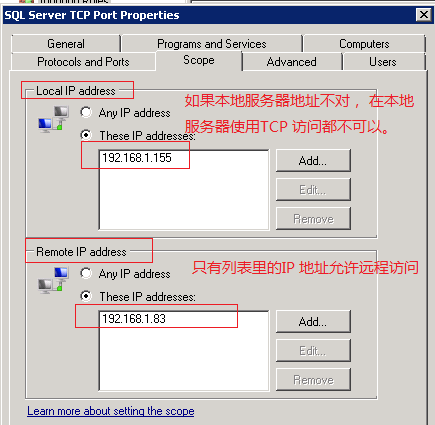 SQL Server TCP Port Properties
General
Programs and Services
Computers
Protocols and Ports
Scope
Advanced
Users
Local IP address
Any IP address
These IP addresses:
192.168.1.155
Add...
Edit...
Remove
如果本地服务器地址不对，在本地
服务器使用TCP 访问都不可以。
Remote IP address
Any IP address
These IP addresses:
192.168.1.83
Add...
Edit...
Remove
只有列表里的IP 地址允许远程访问
Learn more about setting the scope